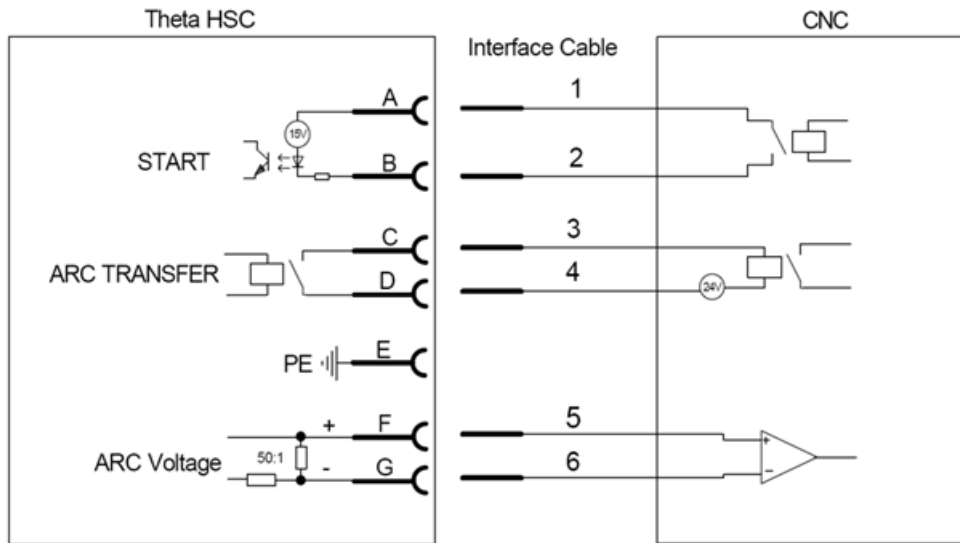 Theta HSC
Interface Cable
CNC
A
1
15V
START
B
2
C
3
ARC TRANSFER
D
4
24V
PE
E
+
F
5
+
ARC Voltage
50:1
-
G
6
-